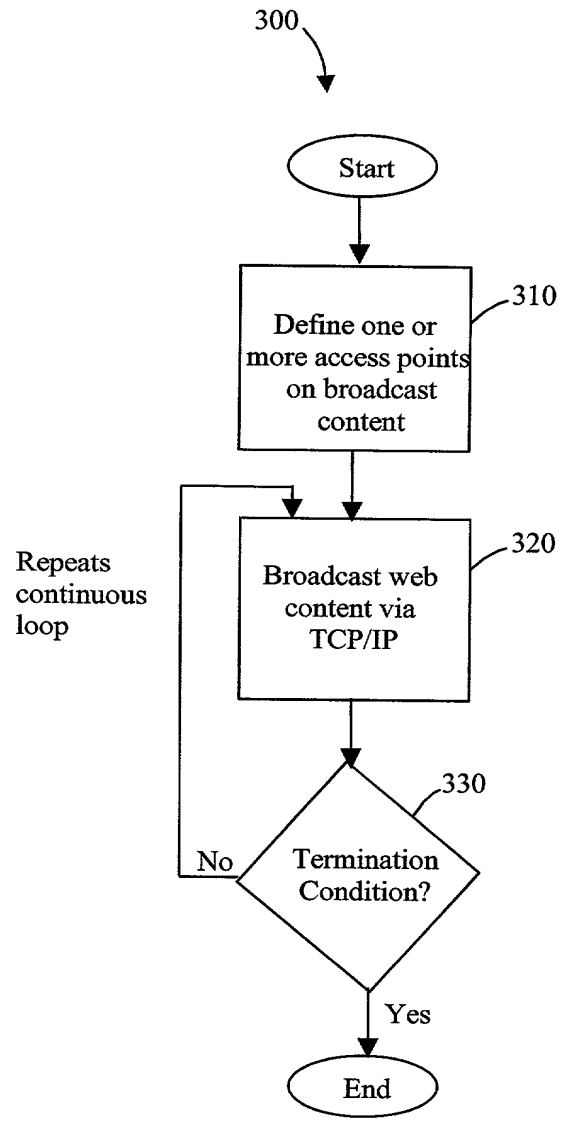 300
Start
310
Define one or
more access points
on broadcast
content
320
Repeats
continuous
loop
Broadcast web
content via
TCP/IP
330
No
Termination
Condition?
Yes
End